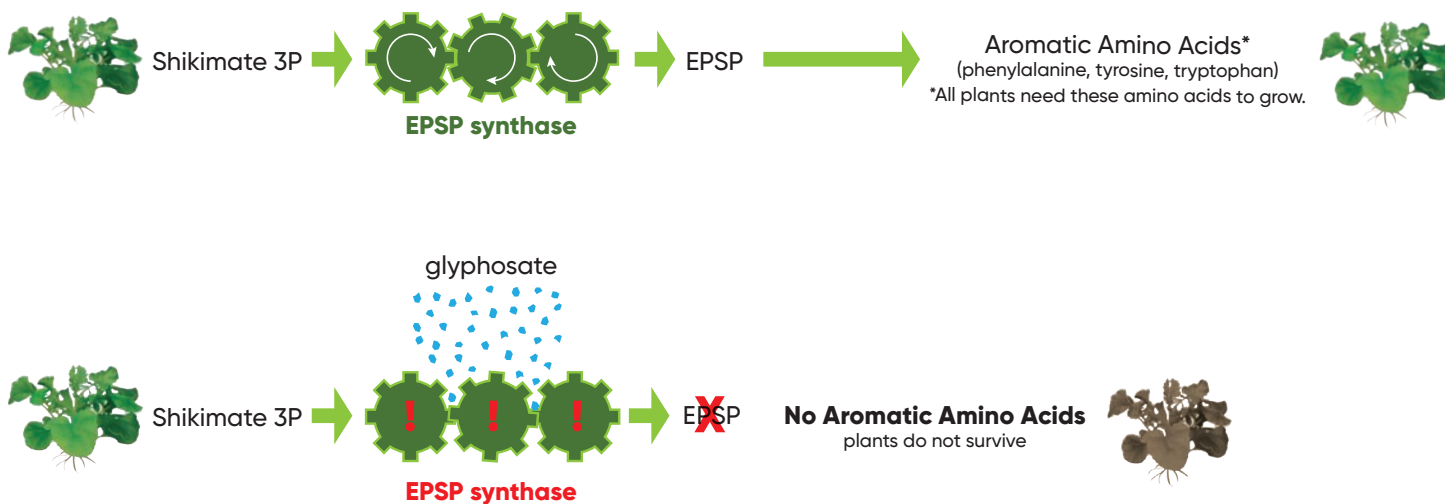 Shikimate 3P
EPSP synthase
EPSP
Aromatic Amino Acids*
(phenylalanine, tyrosine, tryptophan)
*All plants need these amino acids to grow.
glyphosate
Shikimate 3P
! ! !
EPSP synthase
EPSP
X
No Aromatic Amino Acids
plants do not survive